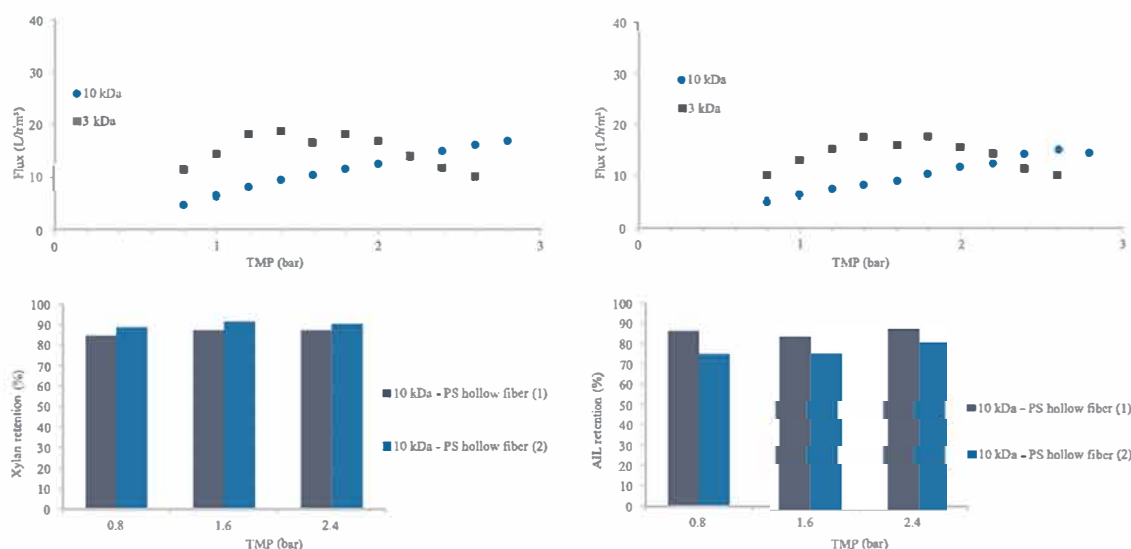 40
30
20
10
0
Flux (L/h/m²)
10 kDa
3 kDa
0 1 2 3
TMP (bar)
40
30
20
10
0
Flux (L/h/m²)
10 kDa
3 kDa
0 1 2 3
TMP (bar)
100
90
80
70
60
50
40
30
20
10
0
Xylan retention (%)
10 kDa - PS hollow fiber (1)
10 kDa - PS hollow fiber (2)
0.8 1.6 2.4
TMP (bar)
100
90
80
70
60
50
40
30
20
10
0
AIL retention (%)
10 kDa - PS hollow fiber (1)
10 kDa - PS hollow fiber (2)
0.8 1.6 2.4
TMP (bar)